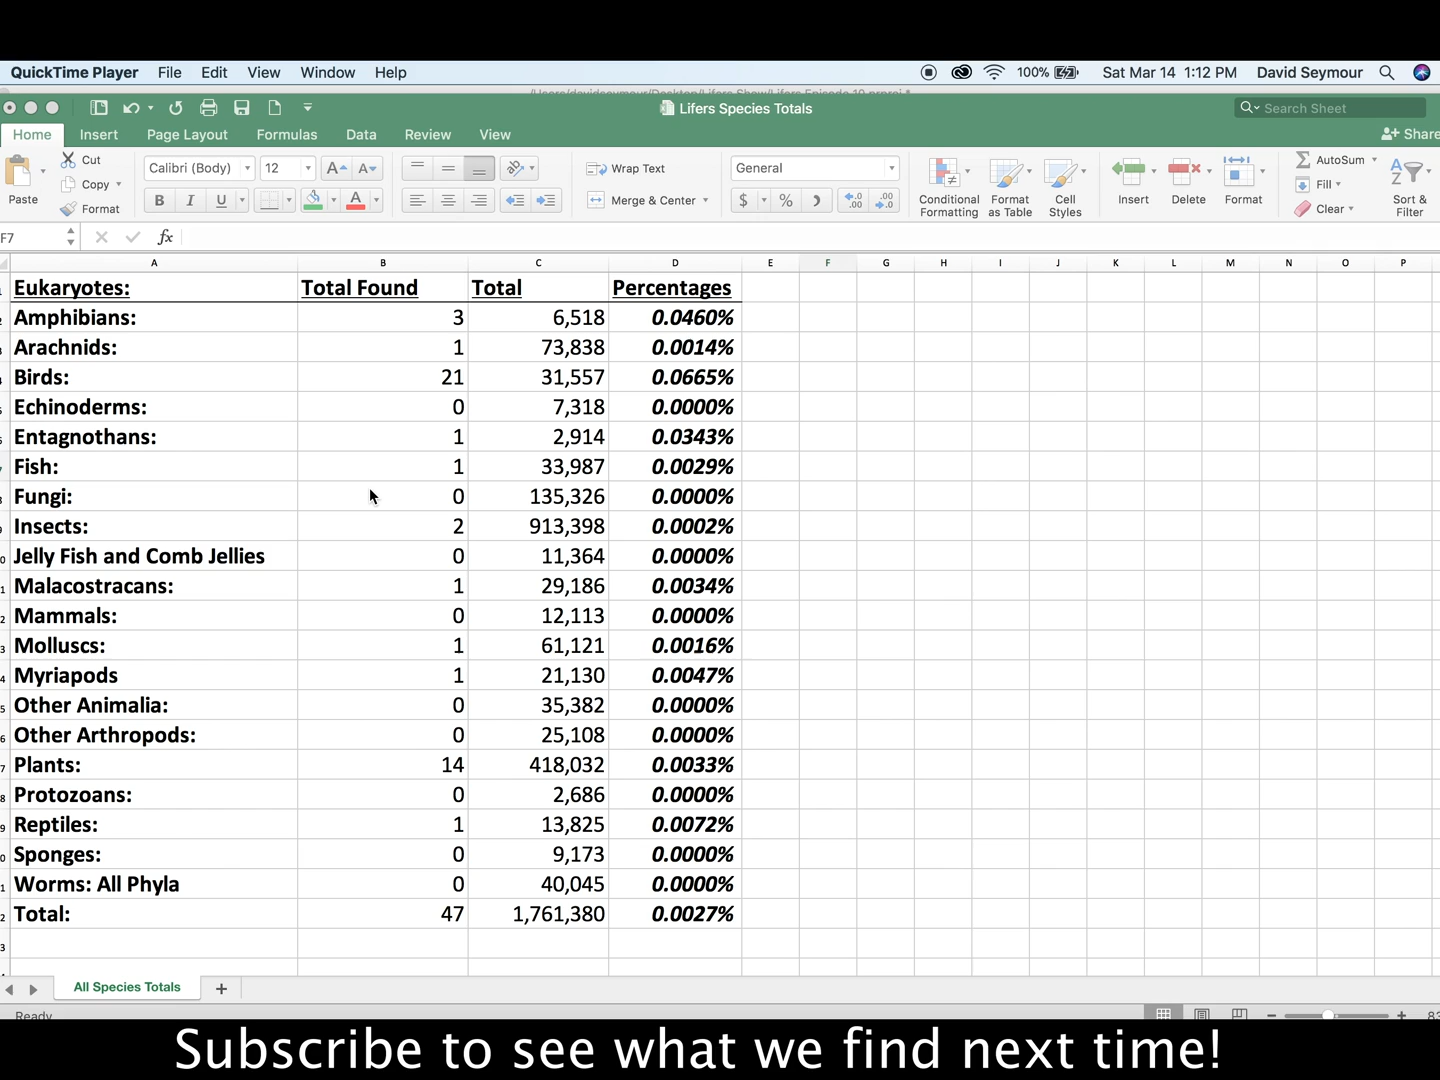 QuickTime Player File Edit View Window Help 100% Sat Mar 14 1:12 PM David Seymour
Lifers Species Totals Search Sheet
Home Insert Page Layout Formulas Data Review View Share
Cut Calibri (Body) 12 Wrap Text General AutoSum
Copy Fill
Paste Format Merge & Center Conditional Formatting Format as Table Cell Styles Insert Delete Format Clear Sort & Filter
F7 fx
A B C D E F G H I J K L M N O P
Eukaryotes: Total Found Total Percentages
Amphibians: 3 6,518 0.0460%
Arachnids: 1 73,838 0.0014%
Birds: 21 31,557 0.0665%
Echinoderms: 0 7,318 0.0000%
Entagnothans: 1 2,914 0.0343%
Fish: 1 33,987 0.0029%
Fungi: 0 135,326 0.0000%
Insects: 2 913,398 0.0002%
Jelly Fish and Comb Jellies 0 11,364 0.0000%
Malacostracans: 1 29,186 0.0034%
Mammals: 0 12,113 0.0000%
Molluscs: 1 61,121 0.0016%
Myriapods 1 21,130 0.0047%
Other Animalia: 0 35,382 0.0000%
Other Arthropods: 0 25,108 0.0000%
Plants: 14 418,032 0.0033%
Protozoans: 0 2,686 0.0000%
Reptiles: 1 13,825 0.0072%
Sponges: 0 9,173 0.0000%
Worms: All Phyla 0 40,045 0.0000%
Total: 47 1,761,380 0.0027%
All Species Totals
Ready
Subscribe to see what we find next time!